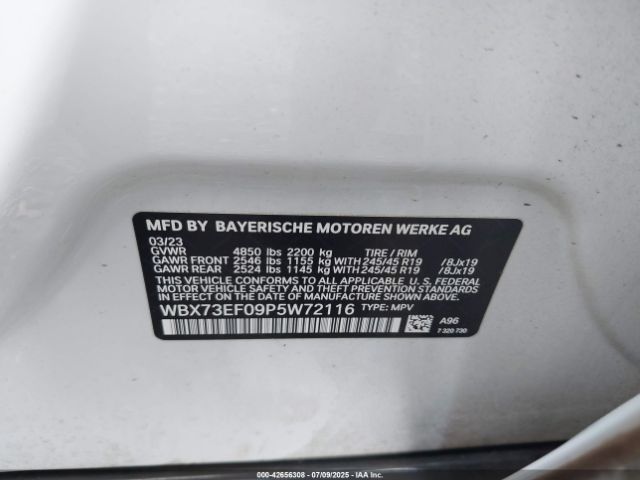 MFD BY BAYERISCHE MOTOREN WERKE AG
03/23
GVWR 4850 lbs 2200 kg TIRE / RIM
GAWR FRONT 2546 lbs 1155 kg WITH 245/45 R19 /8Jx19
GAWR REAR 2524 lbs 1145 kg WITH 245/45 R19 /8Jx19
THIS VEHICLE CONFORMS TO ALL APPLICABLE U.S. FEDERAL
MOTOR VEHICLE SAFETY, BUMPER, AND THEFT PREVENTION
STANDARDS IN EFFECT ON THE DATE OF MANUFACTURE SHOWN ABOVE.
WBX73EF09P5W72116 TYPE: MPV
A96
7 320 730
000-42656308 | 07/09/2025 | IAA Inc.